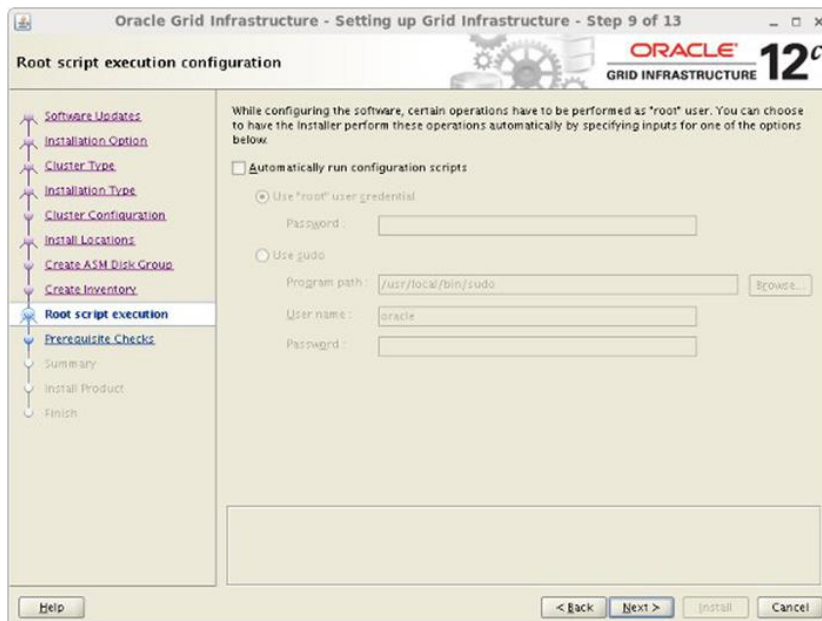 Oracle Grid Infrastructure - Setting up Grid Infrastructure - Step 9 of 13
Root script execution configuration
ORACLE
GRID INFRASTRUCTURE
12c
Software Updates
Installation Option
Cluster Type
Installation Type
Cluster Configuration
Install Locations
Create ASM Disk Group
Create Inventory
Root script execution
Prerequisite Checks
Summary
Install Product
Finish
While configuring the software, certain operations have to be performed as "root" user. You can choose
to have the Installer perform these operations automatically by specifying inputs for one of the options
below.
Automatically run configuration scripts
Use "root" user credential
Password :
Use sudo
Program path : /usr/local/bin/sudo Browse...
User name : oracle
Password :
Help < Back Next > Install Cancel